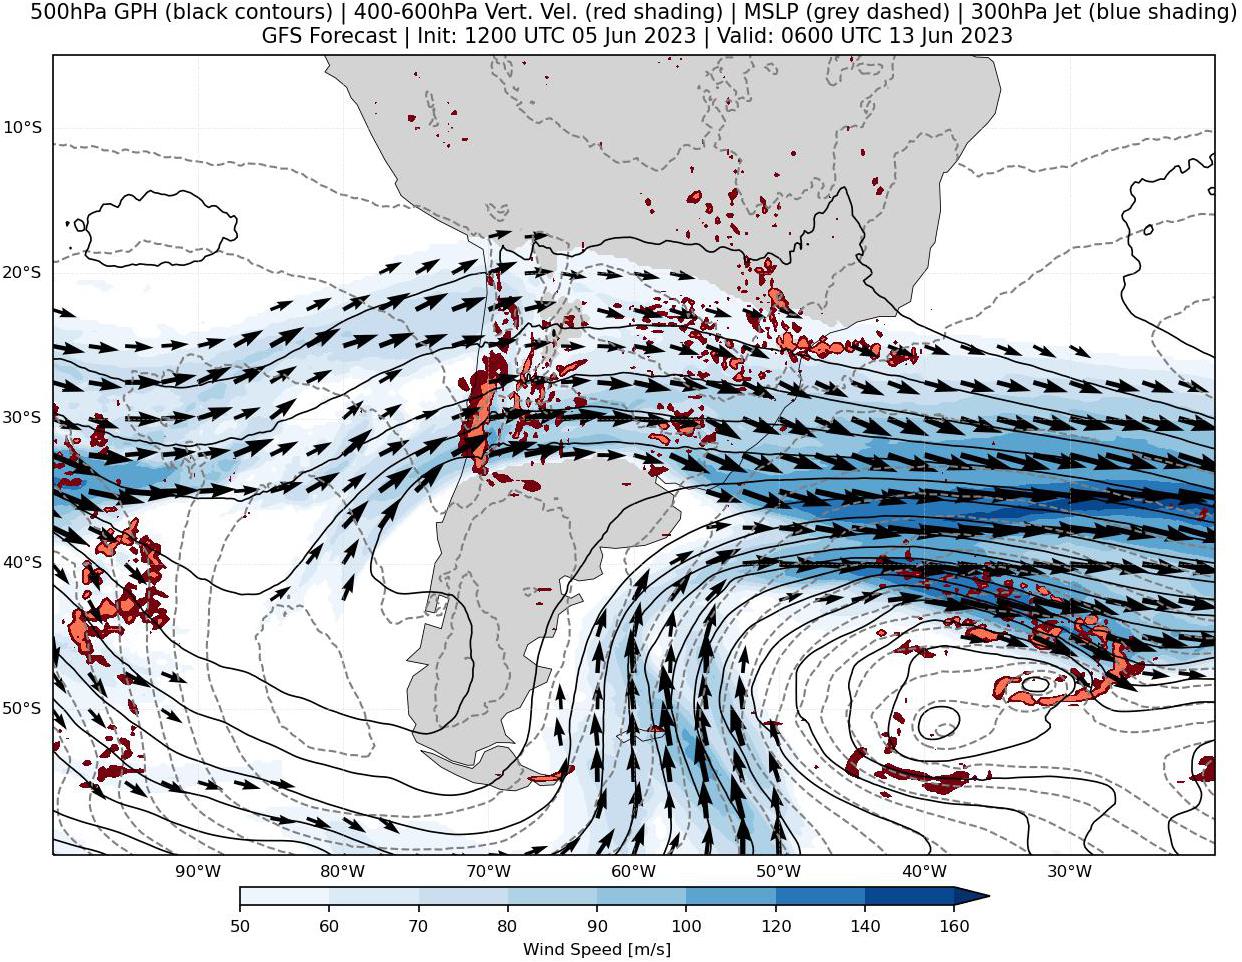 500hPa GPH (black contours) | 400-600hPa Vert. Vel. (red shading) | MSLP (grey dashed) | 300hPa Jet (blue shading)
GFS Forecast | Init: 1200 UTC 05 Jun 2023 | Valid: 0600 UTC 13 Jun 2023
10°S
20°S
30°S
40°S
50°S
90°W 80°W 70°W 60°W 50°W 40°W 30°W
50 60 70 80 90 100 120 140 160
Wind Speed [m/s]